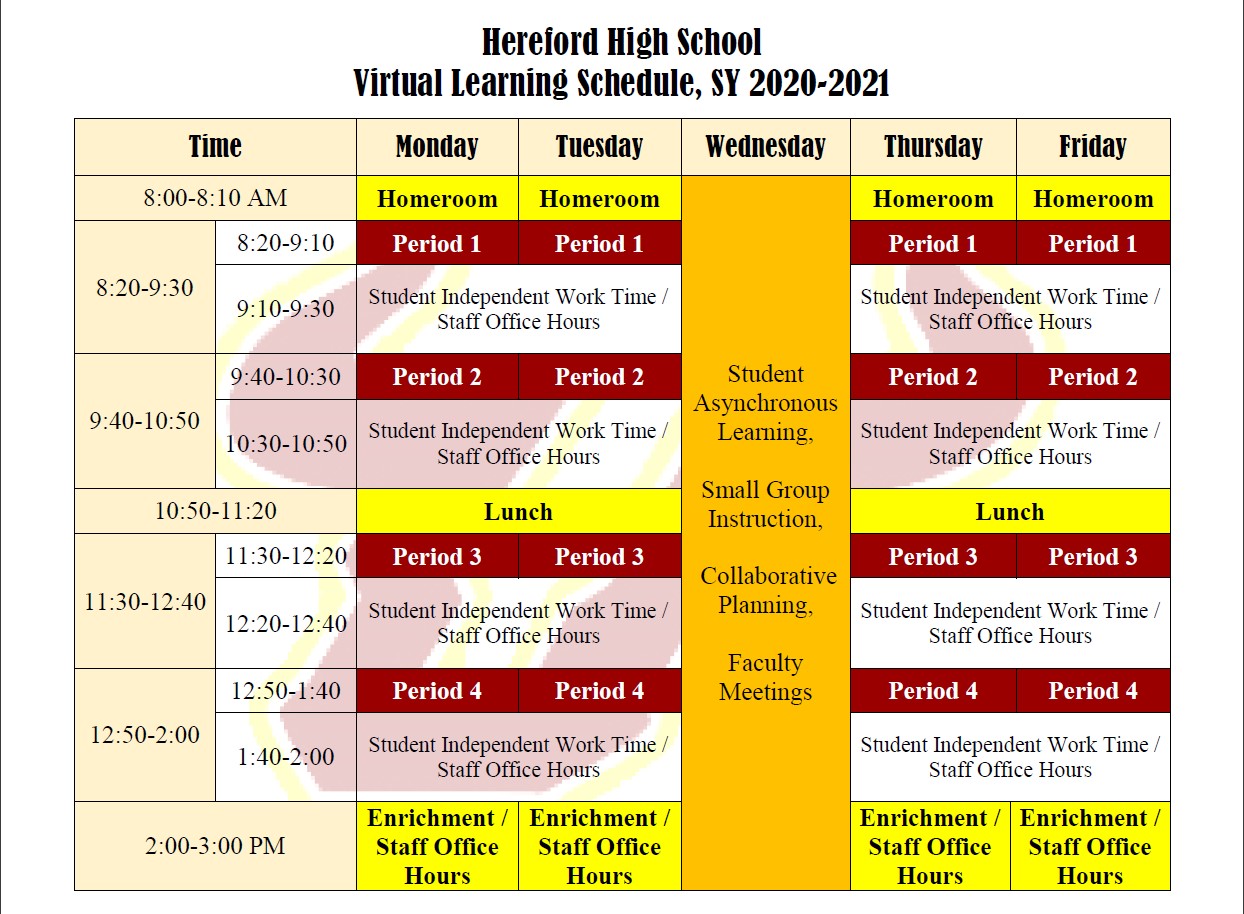 Hereford High School
Virtual Learning Schedule, SY 2020-2021
Time Monday Tuesday Wednesday Thursday Friday
8:00-8:10 AM Homeroom Homeroom Homeroom Homeroom
8:20-9:30
8:20-9:10 Period 1 Period 1 Period 1 Period 1
9:10-9:30
Student Independent Work Time /
Staff Office Hours
Student Independent Work Time /
Staff Office Hours
9:40-10:50
9:40-10:30 Period 2 Period 2 Period 2 Period 2
10:30-10:50
Student Independent Work Time /
Staff Office Hours
Student Independent Work Time /
Staff Office Hours
Student
Asynchronous
Learning,
Small Group
Instruction,
Collaborative
Planning,
Faculty
Meetings
10:50-11:20 Lunch Lunch
11:30-12:40
11:30-12:20 Period 3 Period 3 Period 3 Period 3
12:20-12:40
Student Independent Work Time /
Staff Office Hours
Student Independent Work Time /
Staff Office Hours
12:50-2:00
12:50-1:40 Period 4 Period 4 Period 4 Period 4
1:40-2:00
Student Independent Work Time /
Staff Office Hours
Student Independent Work Time /
Staff Office Hours
2:00-3:00 PM
Enrichment /
Staff Office
Hours
Enrichment /
Staff Office
Hours
Enrichment /
Staff Office
Hours
Enrichment /
Staff Office
Hours